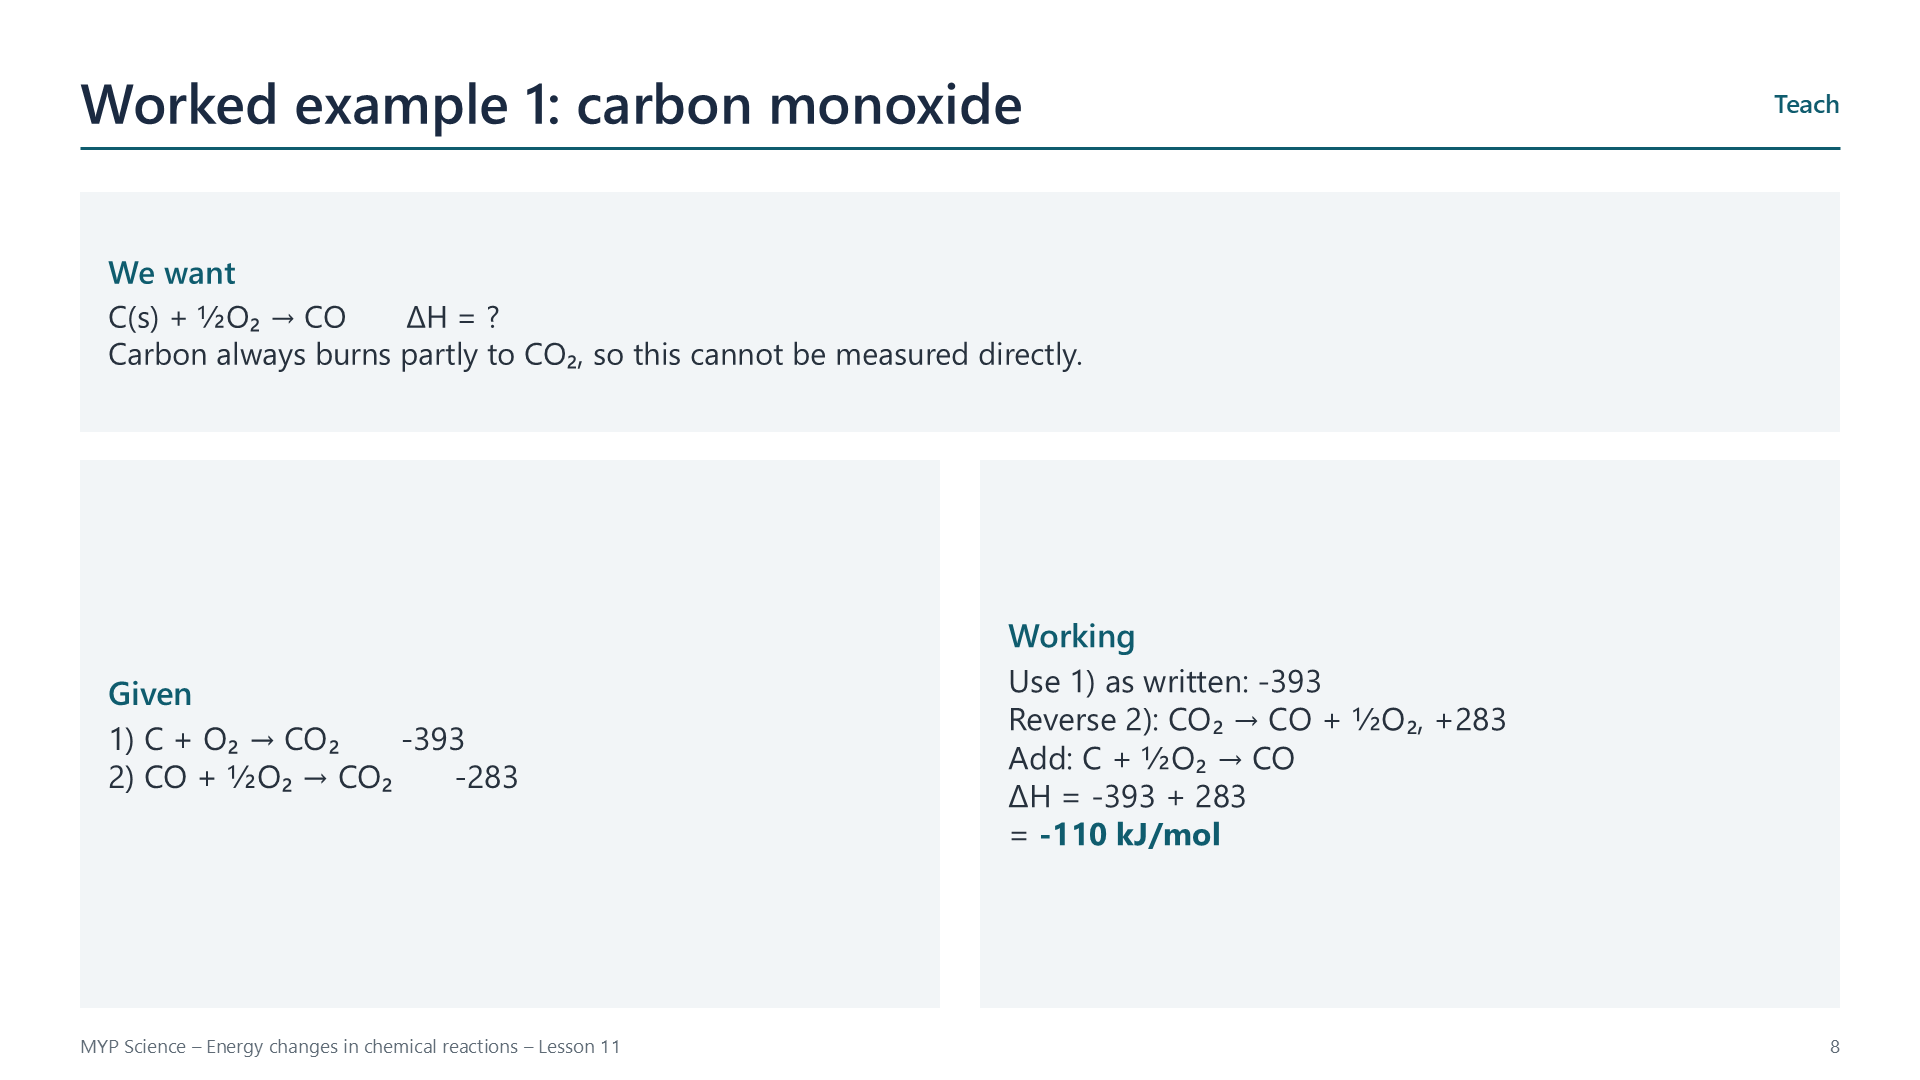 Worked example 1: carbon monoxide
Teach
We want
C(s) + ½O₂ → CO ΔH = ?
Carbon always burns partly to CO₂, so this cannot be measured directly.
Given
1) C + O₂ → CO₂ -393
2) CO + ½O₂ → CO₂ -283
Working
Use 1) as written: -393
Reverse 2): CO₂ → CO + ½O₂, +283
Add: C + ½O₂ → CO
ΔH = -393 + 283
= -110 kJ/mol
MYP Science – Energy changes in chemical reactions – Lesson 11
8